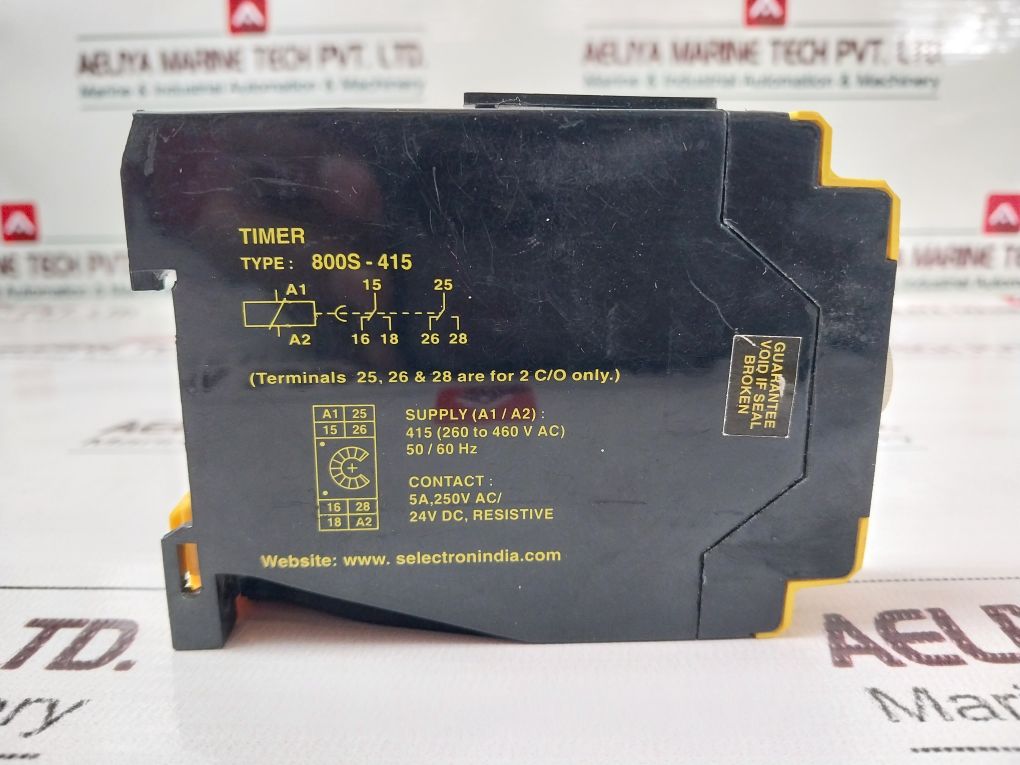 AELIYA MARINE TECH PVT. LTD.
Marine & Industrial Automation & Machinery
AELIYA MARINE TECH PVT. LTD.
Marine & Industrial Automation & Machinery
TIMER
TYPE : 800S - 415
A1 15 25
A2 16 18 26 28
(Terminals 25, 26 & 28 are for 2 C/O only.)
A1 25
15 26
16 28
18 A2
SUPPLY (A1 / A2) :
415 (260 to 460 V AC)
50 / 60 Hz
CONTACT :
5A,250V AC/
24V DC, RESISTIVE
Website: www. selectronindia.com
GUARANTEE
VOID IF SEAL
BROKEN
LTD.
AELI
Marine